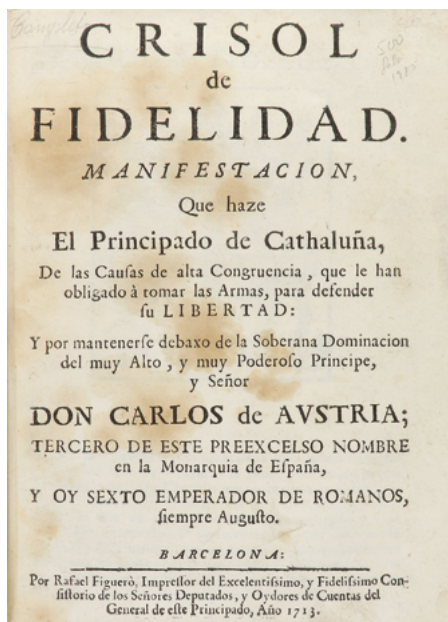 CRISOL
de
FIDELIDAD.
MANIFESTACION,
Que haze
El Principado de Cathaluña,
De las Causas de alta Congruencia, que le han
obligado à tomar las Armas, para defender
su LIBERTAD:
Y por mantenerse debaxo de la Soberana Dominacion
del muy Alto, y muy Poderoso Principe,
y Señor
DON CARLOS de AVSTRIA;
TERCERO DE ESTE PREEXCELSO NOMBRE
en la Monarquia de España,
Y OY SEXTO EMPERADOR DE ROMANOS,
siempre Augusto.
BARCELONA:
Por Rafael Figuerò, Impressor del Excelentissimo, y Fidelissimo Con-
sistorio de los Señores Deputados, y Oydores de Cuentas del
General de este Principado, Año 1713.